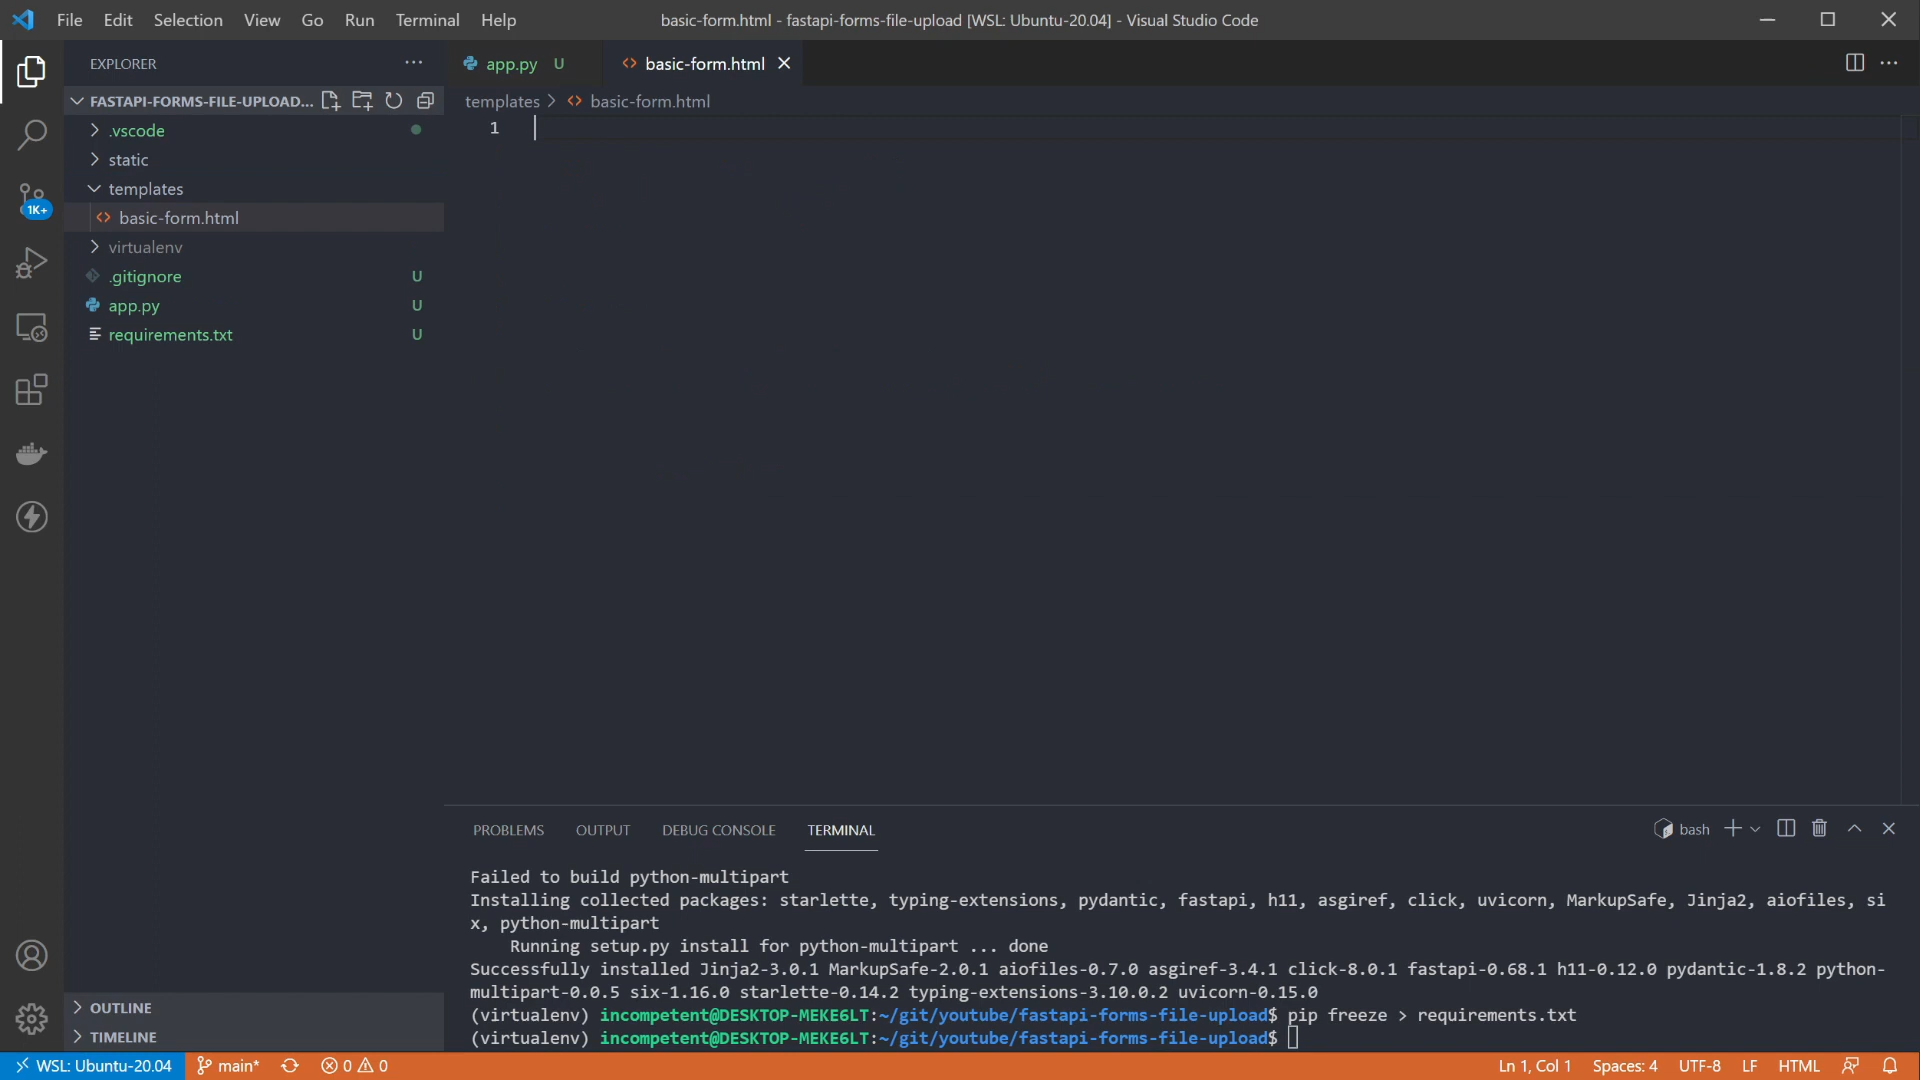 File Edit Selection View Go Run Terminal Help basic-form.html - fastapi-forms-file-upload [WSL: Ubuntu-20.04] - Visual Studio Code
EXPLORER
FASTAPI-FORMS-FILE-UPLOAD...
.vscode
static
templates
basic-form.html
virtualenv
.gitignore U
app.py U
requirements.txt U
1K+
OUTLINE
TIMELINE
app.py U basic-form.html
templates > basic-form.html
1
PROBLEMS OUTPUT DEBUG CONSOLE TERMINAL bash
Failed to build python-multipart
Installing collected packages: starlette, typing-extensions, pydantic, fastapi, h11, asgiref, click, uvicorn, MarkupSafe, Jinja2, aiofiles, si
x, python-multipart
Running setup.py install for python-multipart ... done
Successfully installed Jinja2-3.0.1 MarkupSafe-2.0.1 aiofiles-0.7.0 asgiref-3.4.1 click-8.0.1 fastapi-0.68.1 h11-0.12.0 pydantic-1.8.2 python-
multipart-0.0.5 six-1.16.0 starlette-0.14.2 typing-extensions-3.10.0.2 uvicorn-0.15.0
(virtualenv) incompetent@DESKTOP-MEKE6LT:~/git/youtube/fastapi-forms-file-upload$ pip freeze > requirements.txt
(virtualenv) incompetent@DESKTOP-MEKE6LT:~/git/youtube/fastapi-forms-file-upload$
WSL: Ubuntu-20.04 main* 0 0 Ln 1, Col 1 Spaces: 4 UTF-8 LF HTML